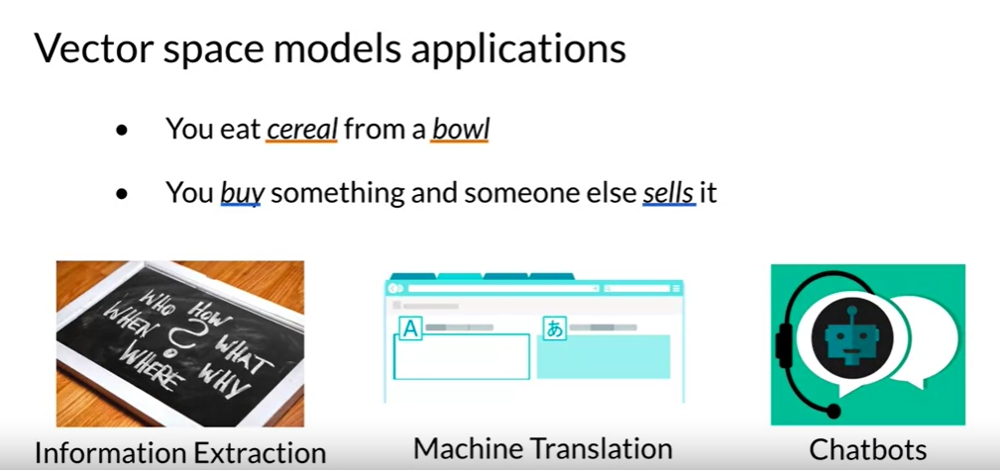 Vector space models applications
• You eat cereal from a bowl
• You buy something and someone else sells it
WHO HOW
WHEN ? WHAT
WHERE WHY
A あ
Information Extraction
Machine Translation
Chatbots